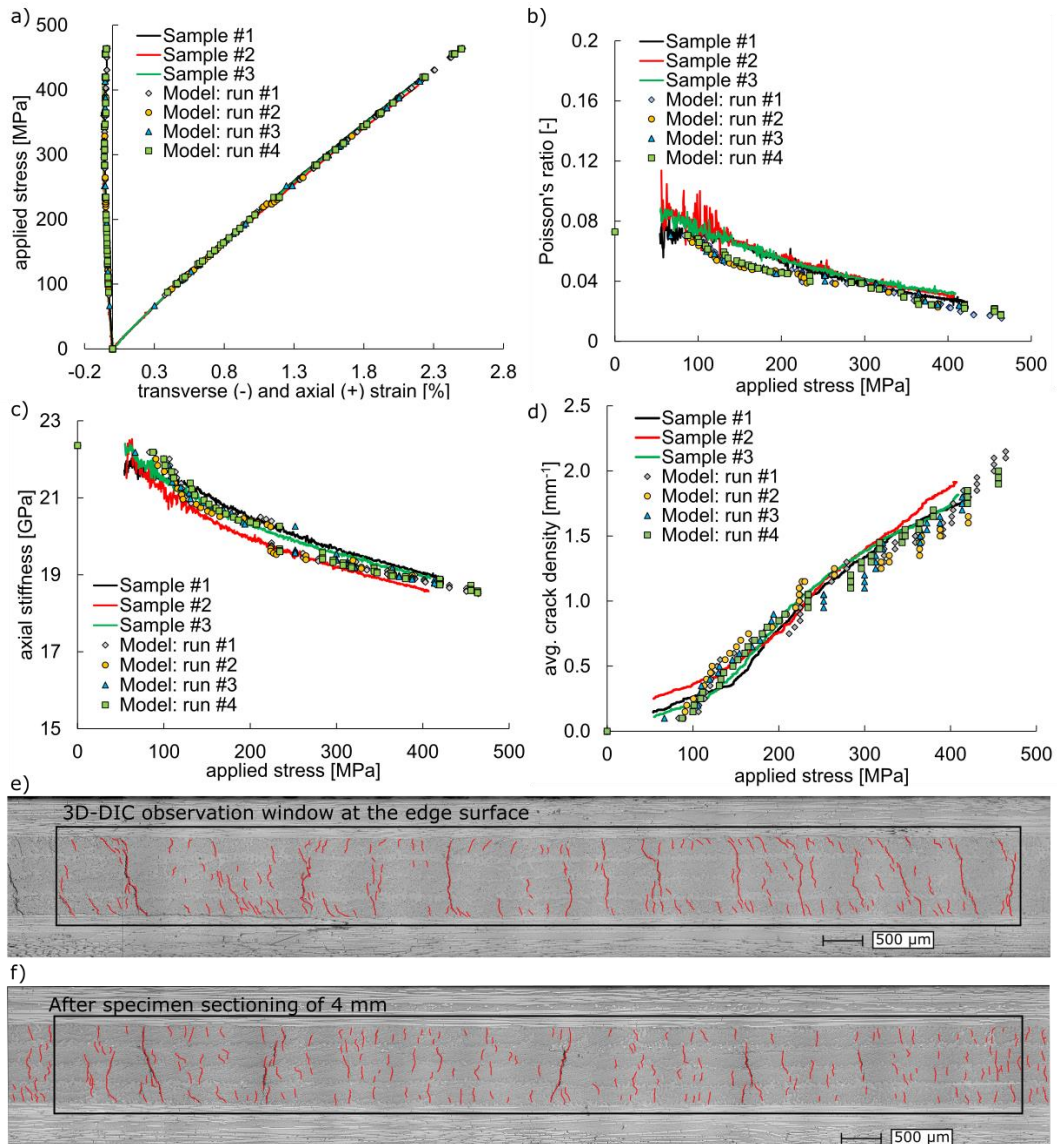 a)
applied stress [MPa]
500
400
300
200
100
0
Sample #1
Sample #2
Sample #3
Model: run #1
Model: run #2
Model: run #3
Model: run #4
-0.2 0.3 0.8 1.3 1.8 2.3 2.8
transverse (-) and axial (+) strain [%]
b)
Poisson's ratio [-]
0.2
0.16
0.12
0.08
0.04
0
Sample #1
Sample #2
Sample #3
Model: run #1
Model: run #2
Model: run #3
Model: run #4
0 100 200 300 400 500
applied stress [MPa]
c)
axial stiffness [GPa]
23
21
19
17
15
Sample #1
Sample #2
Sample #3
Model: run #1
Model: run #2
Model: run #3
Model: run #4
0 100 200 300 400 500
applied stress [MPa]
d)
avg. crack density [mm⁻¹]
2.5
2.0
1.5
1.0
0.5
0.0
Sample #1
Sample #2
Sample #3
Model: run #1
Model: run #2
Model: run #3
Model: run #4
0 100 200 300 400 500
applied stress [MPa]
e)
3D-DIC observation window at the edge surface
500 µm
f)
After specimen sectioning of 4 mm
500 µm